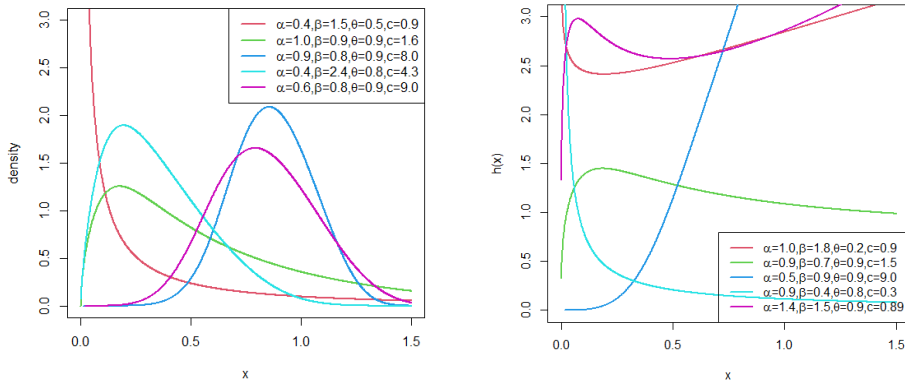 density
0.0 0.5 1.0 1.5 2.0 2.5 3.0
α=0.4,β=1.5,θ=0.5,c=0.9
α=1.0,β=0.9,θ=0.9,c=1.6
α=0.9,β=0.8,θ=0.9,c=8.0
α=0.4,β=2.4,θ=0.8,c=4.3
α=0.6,β=0.8,θ=0.9,c=9.0
0.0 0.5 1.0 1.5
x
h(x)
0.0 0.5 1.0 1.5 2.0 2.5 3.0
α=1.0,β=1.8,θ=0.2,c=0.9
α=0.9,β=0.7,θ=0.9,c=1.5
α=0.5,β=0.9,θ=0.9,c=9.0
α=0.9,β=0.4,θ=0.8,c=0.3
α=1.4,β=1.5,θ=0.9,c=0.89
0.0 0.5 1.0 1.5
x